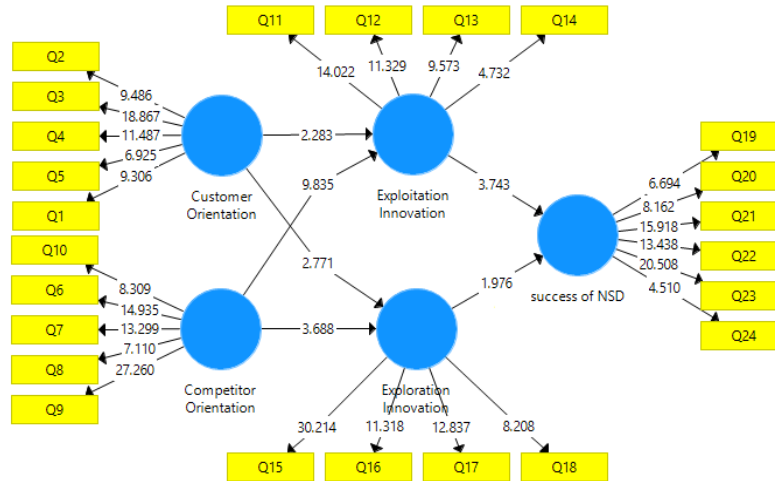 Q11
Q12
Q13
Q14
14.022
11.329
9.573
4.732
Q2
Q3
Q4
Q5
Q1
9.486
18.867
11.487
6.925
9.306
Customer
Orientation
2.283
9.835
2.771
3.688
Exploitation
Innovation
3.743
1.976
success of NSD
Q19
Q20
Q21
Q22
Q23
Q24
6.694
8.162
15.918
13.438
20.508
4.510
Q10
Q6
Q7
Q8
Q9
8.309
14.935
13.299
7.110
27.260
Competitor
Orientation
Exploration
Innovation
30.214
11.318
12.837
8.208
Q15
Q16
Q17
Q18